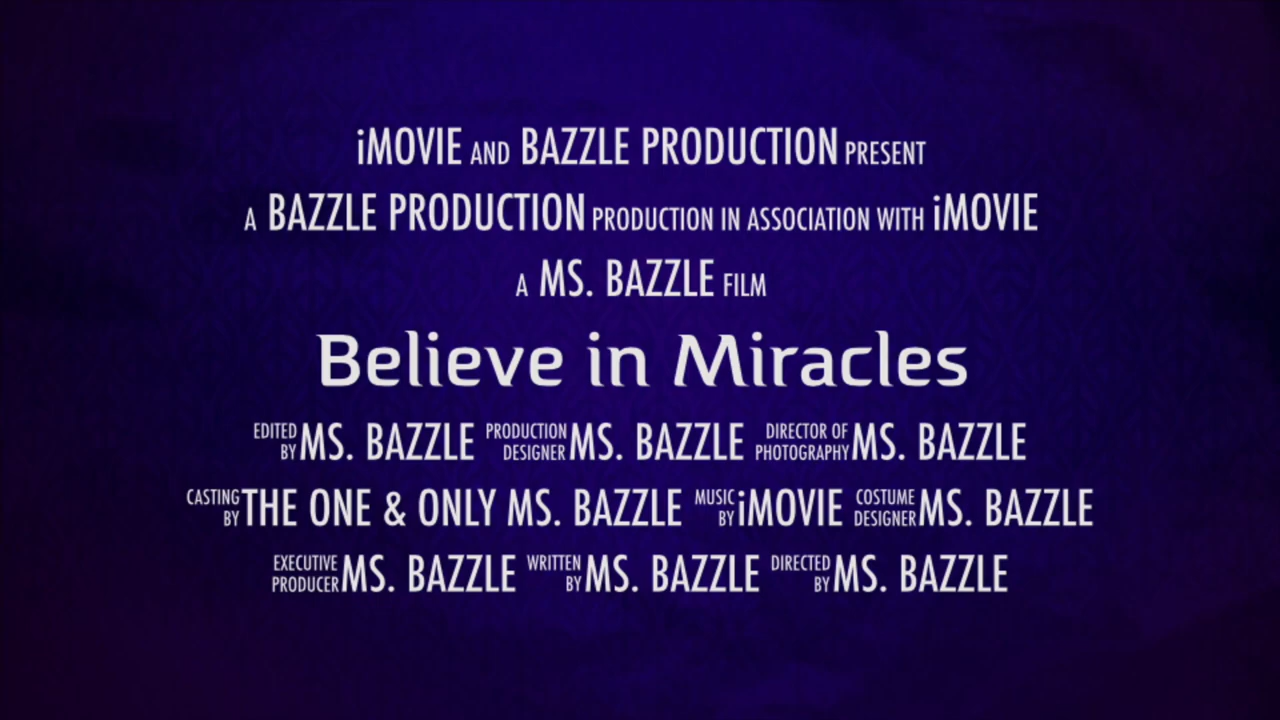 iMOVIE AND BAZZLE PRODUCTION PRESENT
A BAZZLE PRODUCTION PRODUCTION IN ASSOCIATION WITH iMOVIE
A MS. BAZZLE FILM
Believe in Miracles
EDITED BY MS. BAZZLE PRODUCTION DESIGNER MS. BAZZLE DIRECTOR OF PHOTOGRAPHY MS. BAZZLE
CASTING BY THE ONE & ONLY MS. BAZZLE MUSIC BY iMOVIE COSTUME DESIGNER MS. BAZZLE
EXECUTIVE PRODUCER MS. BAZZLE WRITTEN BY MS. BAZZLE DIRECTED BY MS. BAZZLE